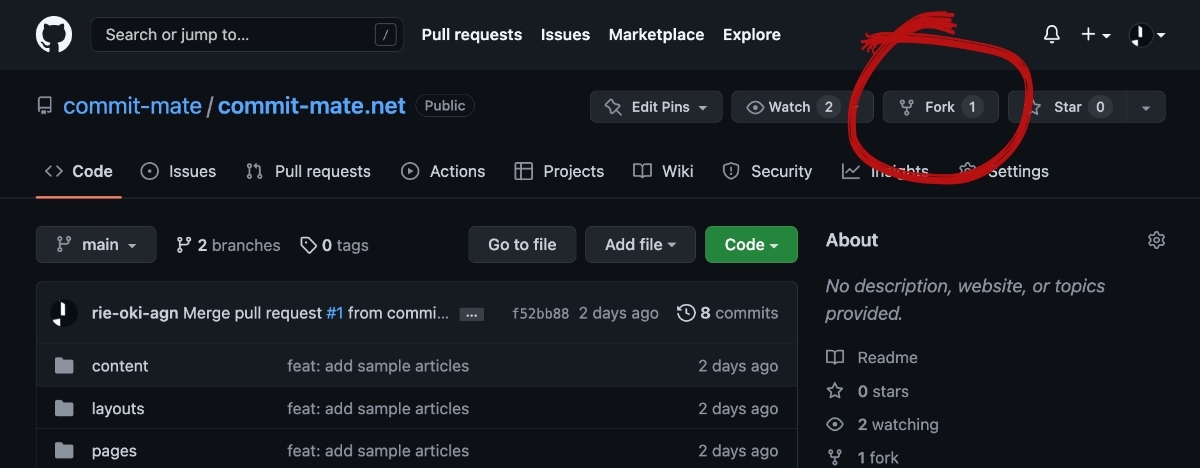 Search or jump to... / Pull requests Issues Marketplace Explore
commit-mate / commit-mate.net Public Edit Pins Watch 2 Fork 1 Star 0
Code Issues Pull requests Actions Projects Wiki Security Insights Settings
main 2 branches 0 tags Go to file Add file Code About
No description, website, or topics
provided.
rie-oki-agn Merge pull request #1 from commi... ... f52bb88 2 days ago 8 commits
Readme
content feat: add sample articles 2 days ago
0 stars
layouts feat: add sample articles 2 days ago
2 watching
pages feat: add sample articles 2 days ago
1 fork